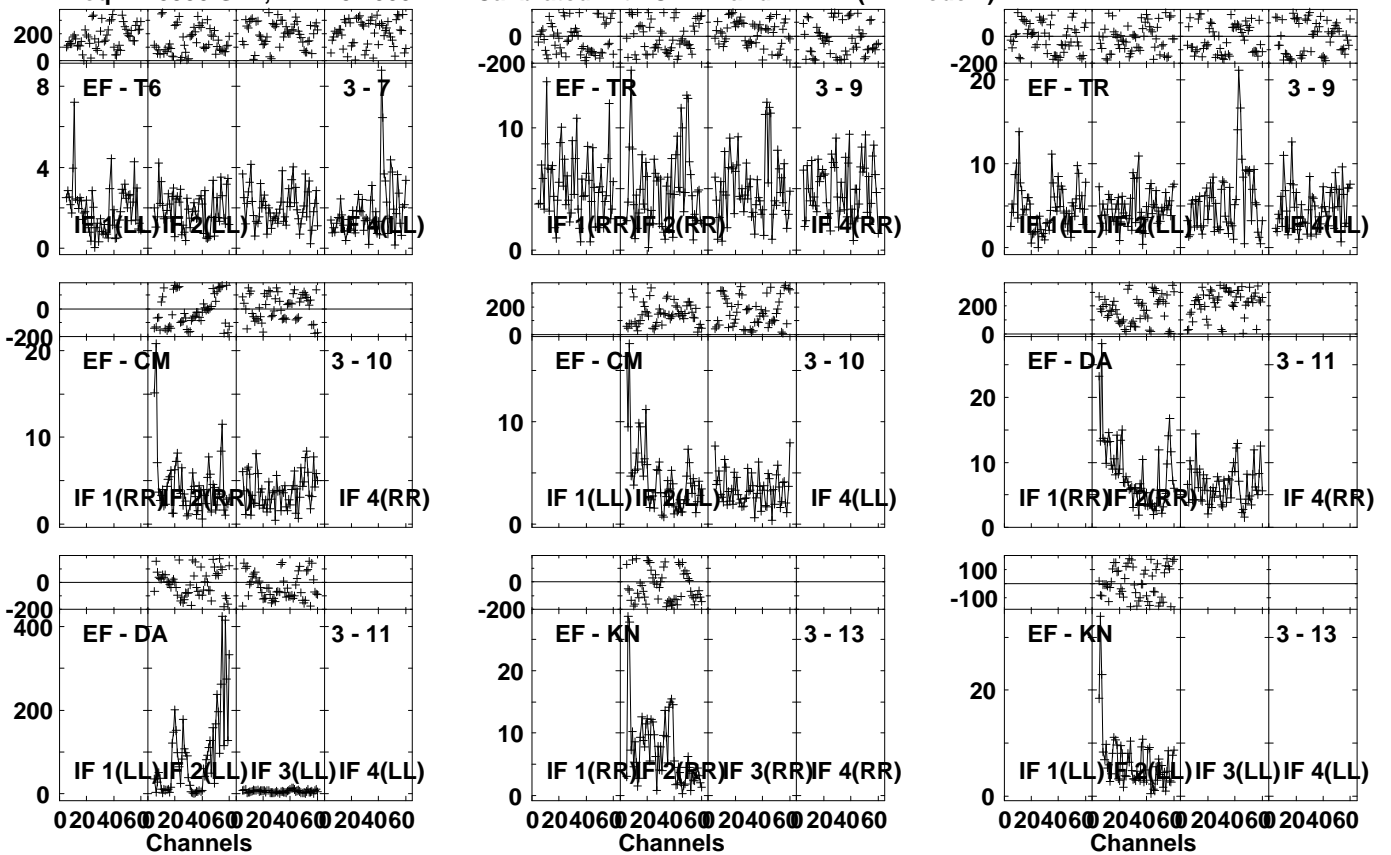 200
0
0
-200
0
-200
EF - T6
3 - 7
EF - TR
3 - 9
EF - TR
3 - 9
8
4
0
10
0
20
10
0
IF 1(LL) IF 2(LL) IF 4(LL)
IF 1(RR) IF 2(RR) IF 4(RR)
IF 1(LL) IF 2(LL) IF 4(LL)
0
-200
200
0
200
0
EF - CM
3 - 10
EF - CM
3 - 10
EF - DA
3 - 11
20
10
0
10
0
20
10
0
IF 1(RR) IF 2(RR) IF 4(RR)
IF 1(LL) IF 2(LL) IF 4(LL)
IF 1(RR) IF 2(RR) IF 4(RR)
0
-200
0
-200
100
-100
EF - DA
3 - 11
EF - KN
3 - 13
EF - KN
3 - 13
400
200
0
20
10
0
20
0
IF 1(LL) IF 2(LL) IF 3(LL) IF 4(LL)
IF 1(RR) IF 2(RR) IF 3(RR) IF 4(RR)
IF 1(LL) IF 2(LL) IF 3(LL) IF 4(LL)
0 20 40 60 0 20 40 60 0 20 40 60 0 20 40 60
0 20 40 60 0 20 40 60 0 20 40 60 0 20 40 60
0 20 40 60 0 20 40 60 0 20 40 60 0 20 40 60
Channels
Channels
Channels